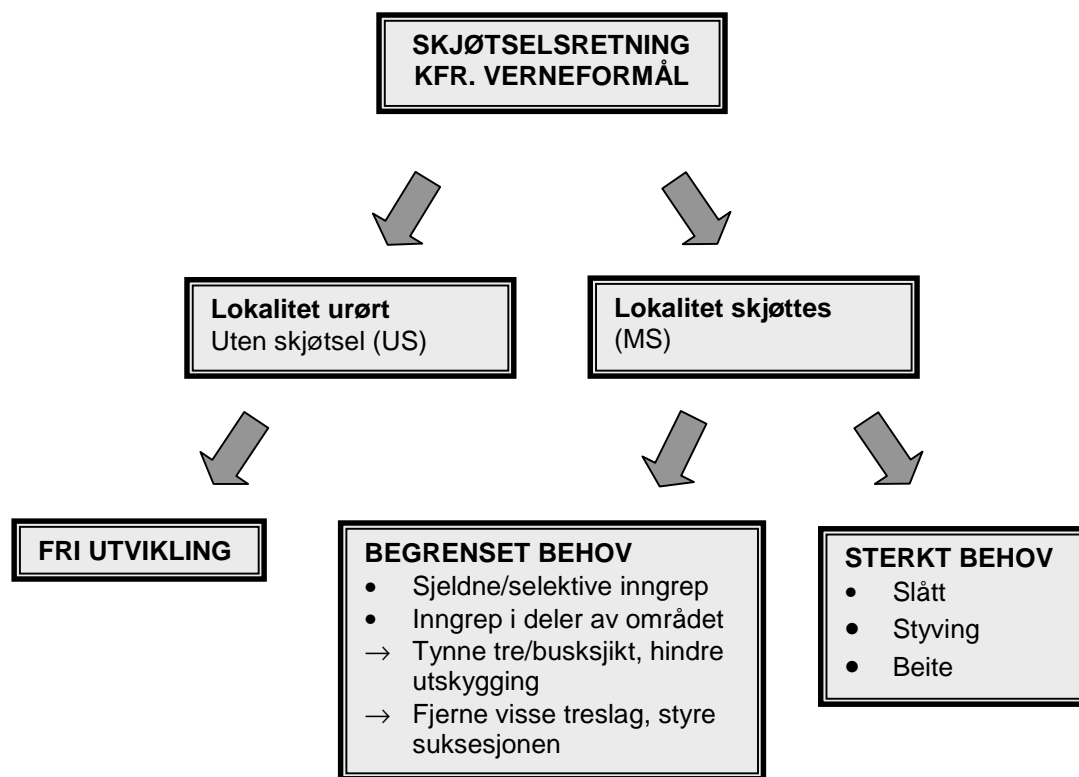 SKJØTSELSRETNING
KFR. VERNEFORMÅL
Lokalitet urørt
Uten skjøtsel (US)
Lokalitet skjøttes
(MS)
FRI UTVIKLING
BEGRENSET BEHOV
• Sjeldne/selektive inngrep
• Inngrep i deler av området
→ Tynne tre/busksjikt, hindre
utskygging
→ Fjerne visse treslag, styre
suksesjonen
STERKT BEHOV
• Slått
• Styving
• Beite